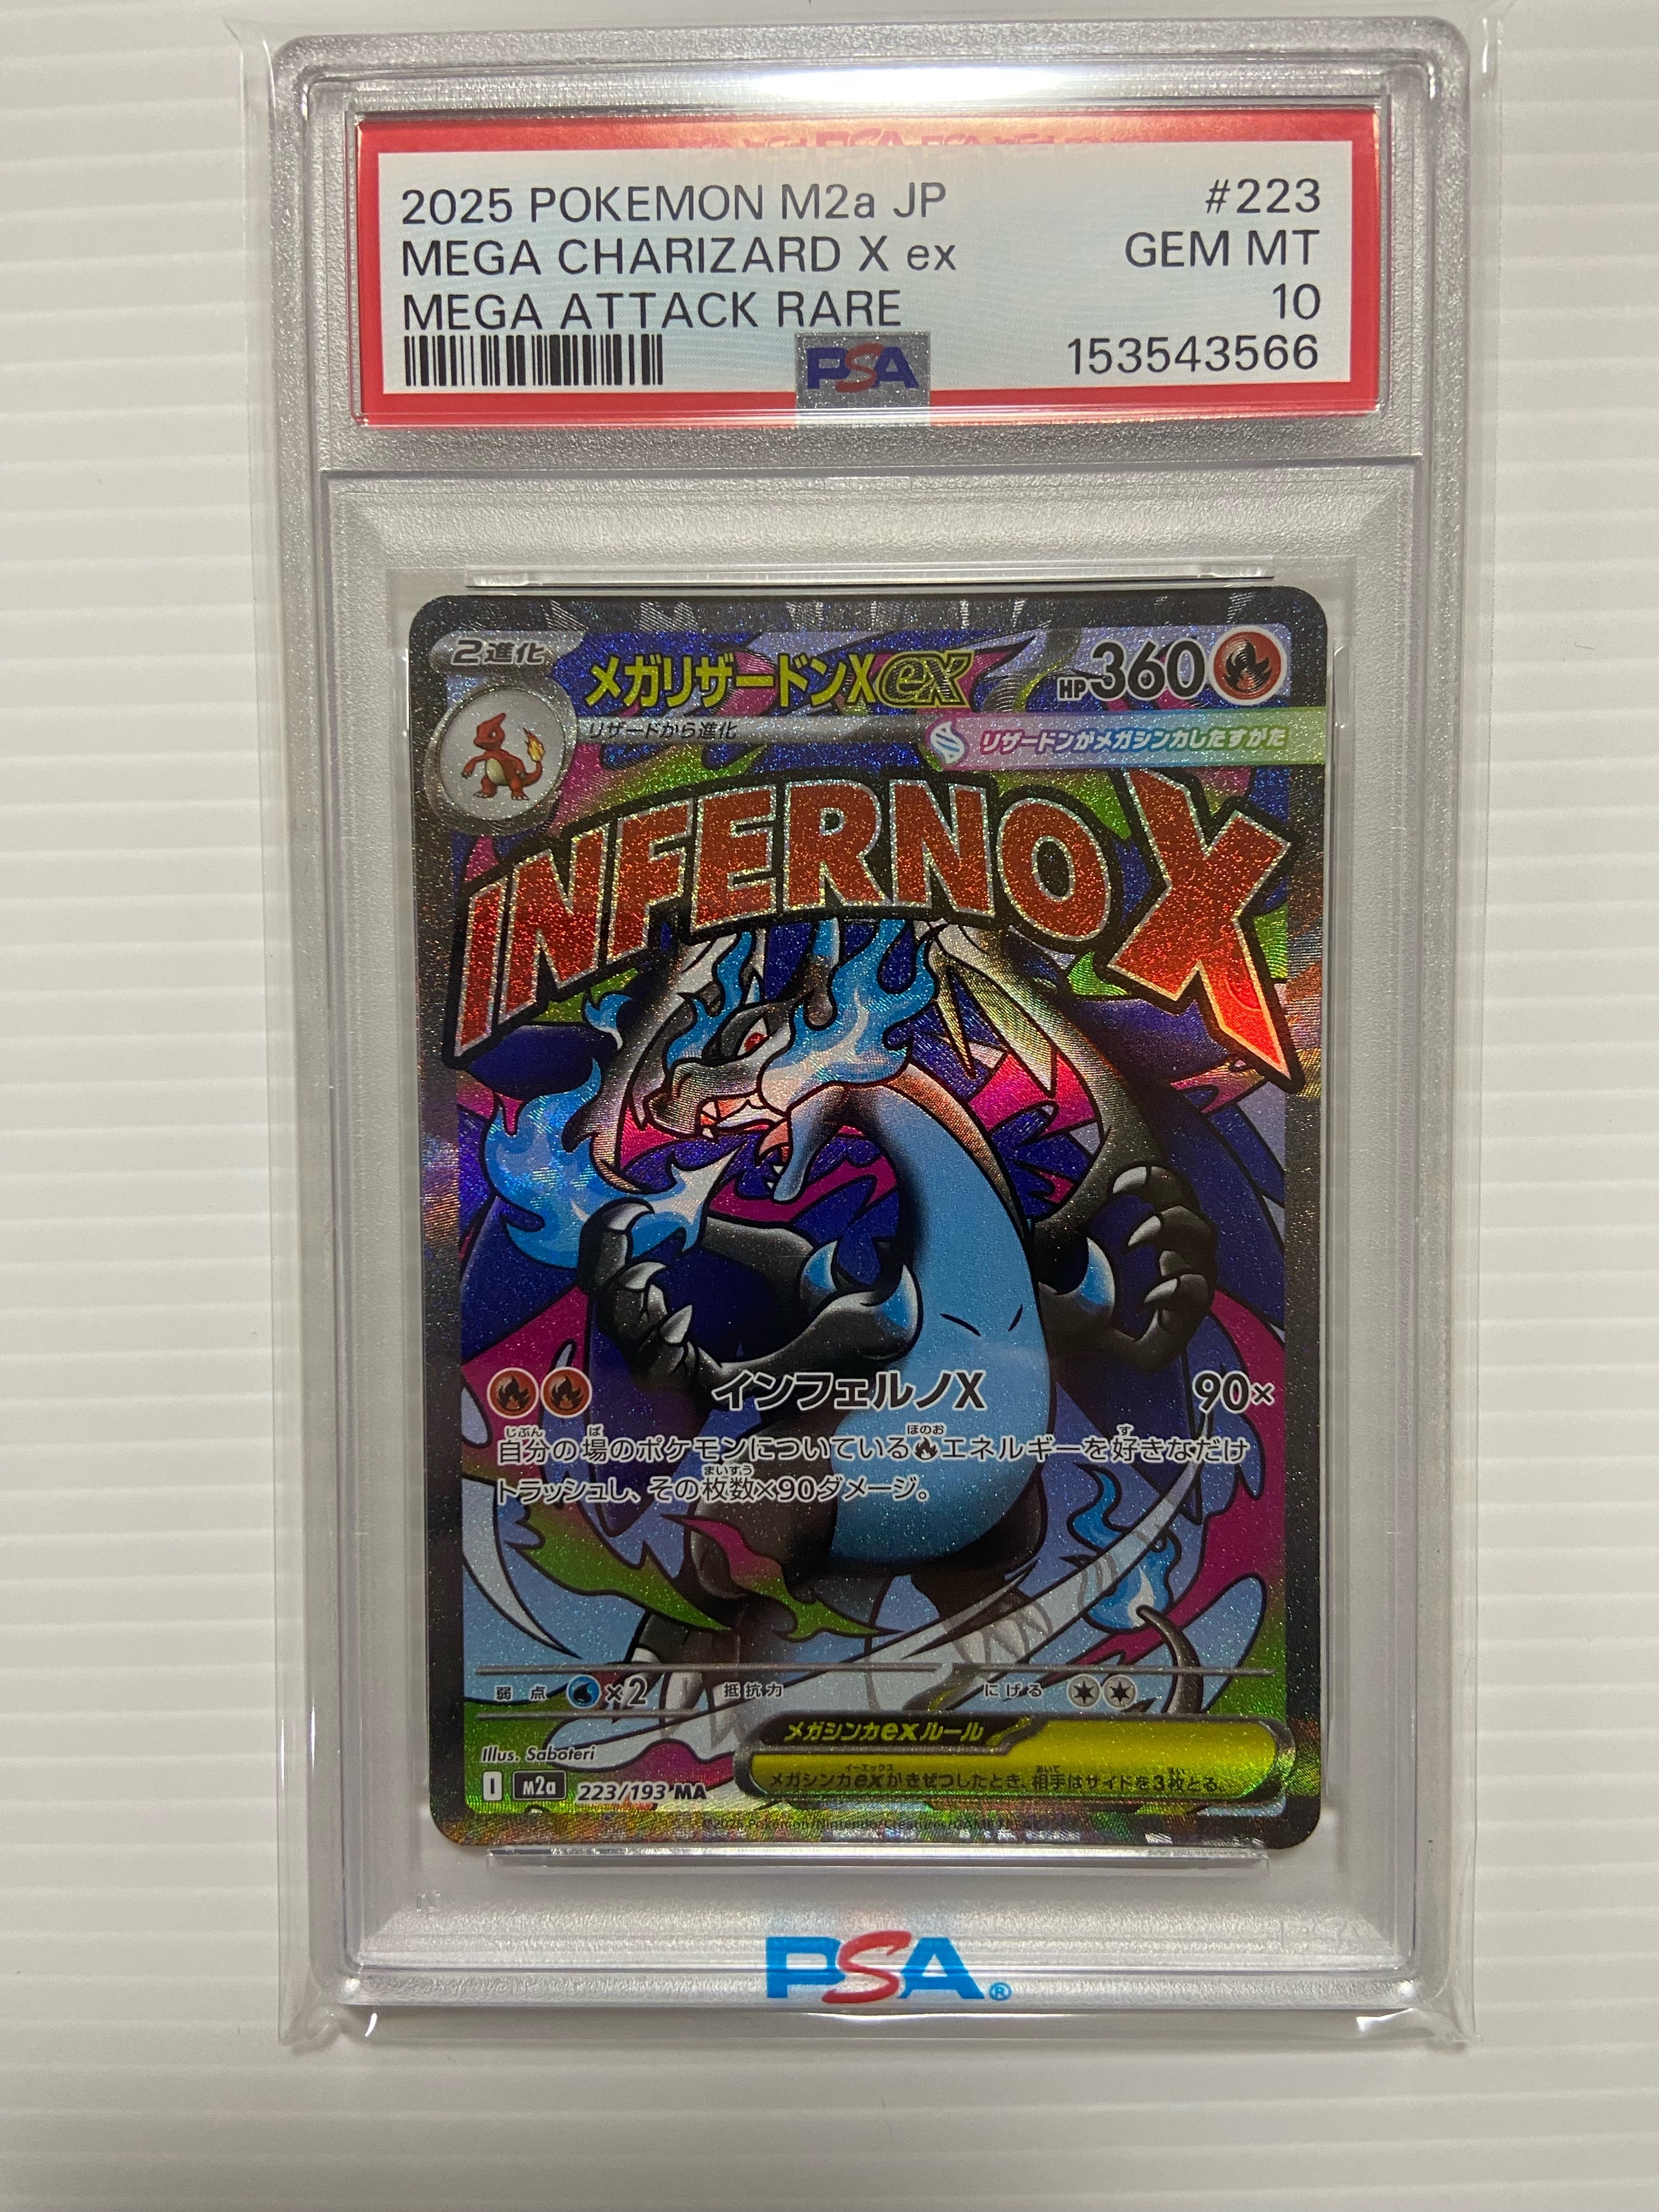 2025 POKEMON M2a JP #223
MEGA CHARIZARD X ex GEM MT
MEGA ATTACK RARE 10
PSA 153543566
2進化
メガリザードンXex HP360
リザードから進化
リザードンがメガシンカしたすがた
INFERNO X
インフェルノX 90×
自分の場のポケモンについているエネルギーを好きなだけ
トラッシュし、その枚数×90ダメージ。
弱点 ×2 抵抗力 にげる
メガシンカexルール
メガシンカexがきぜつしたとき、相手はサイドを3枚とる。
Illus. Saboteri
I M2a 223/193 MA
©2025 Pokémon/Nintendo/Creatures/GAME FREAK
PSA®